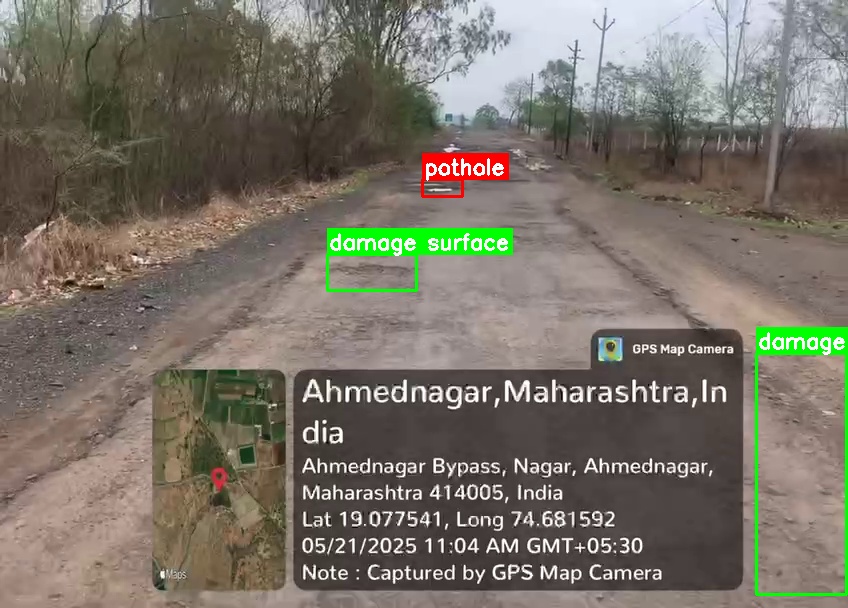 pothole
damage surface
damage
GPS Map Camera
Ahmednagar,Maharashtra,In
dia
Ahmednagar Bypass, Nagar, Ahmednagar,
Maharashtra 414005, India
Lat 19.077541, Long 74.681592
05/21/2025 11:04 AM GMT+05:30
Note : Captured by GPS Map Camera
Maps